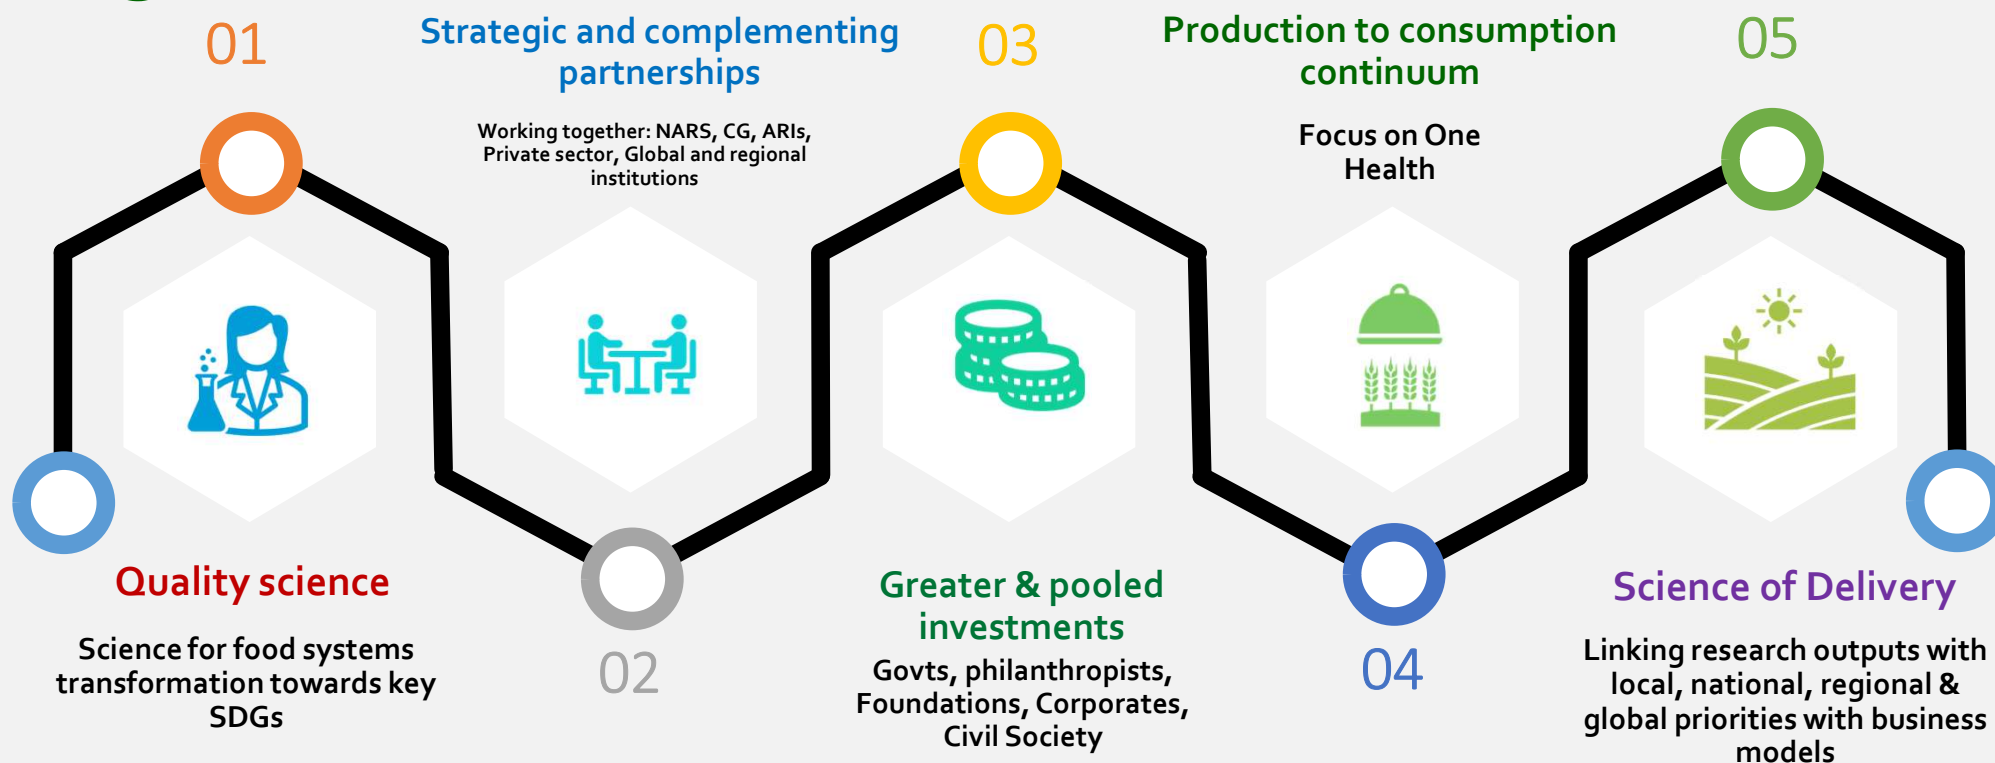 01
Quality science
Science for food systems
transformation towards key
SDGs
Strategic and complementing
partnerships
Working together: NARS, CG, ARIs,
Private sector, Global and regional
institutions
02
03
Greater & pooled
investments
Govts, philanthropists,
Foundations, Corporates,
Civil Society
Production to consumption
continuum
Focus on One
Health
04
05
Science of Delivery
Linking research outputs with
local, national, regional &
global priorities with business
models